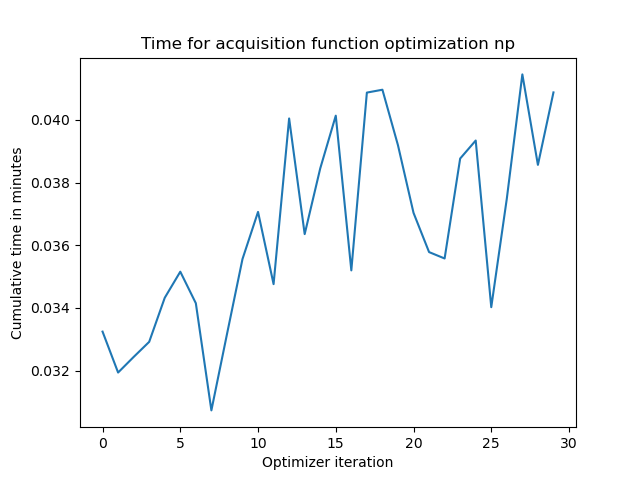 Time for acquisition function optimization np
Cumulative time in minutes
0.040
0.038
0.036
0.034
0.032
0 5 10 15 20 25 30
Optimizer iteration